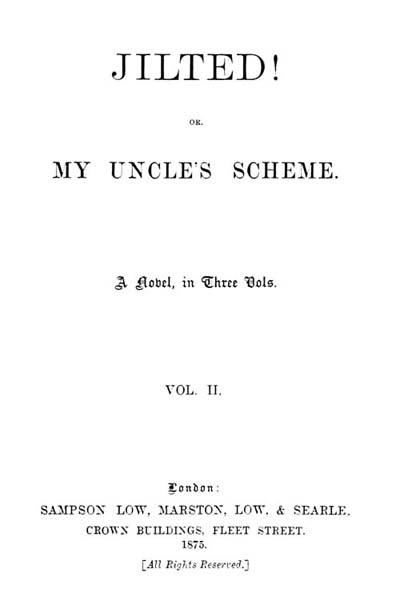 JILTED!
OR.
MY UNCLE'S SCHEME.
A Novel, in Three Vols.
VOL. II.
London:
SAMPSON LOW, MARSTON, LOW, & SEARLE.
CROWN BUILDINGS, FLEET STREET.
1875.
[All Rights Reserved.]